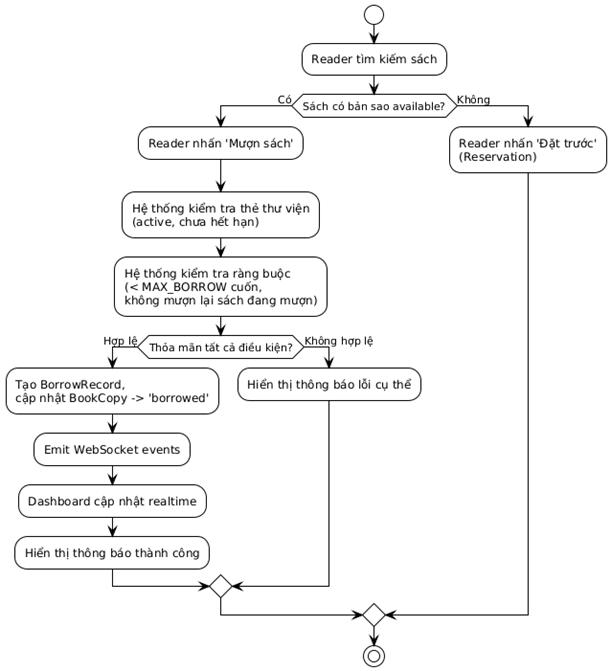 Reader tìm kiếm sách
Có
Sách có bản sao available?
Không
Reader nhấn 'Mượn sách'
Reader nhấn 'Đặt trước'
(Reservation)
Hệ thống kiểm tra thẻ thư viện
(active, chưa hết hạn)
Hệ thống kiểm tra ràng buộc
(< MAX_BORROW cuốn,
không mượn lại sách đang mượn)
Hợp lệ
Thỏa mãn tất cả điều kiện?
Không hợp lệ
Tạo BorrowRecord,
cập nhật BookCopy -> 'borrowed'
Hiển thị thông báo lỗi cụ thể
Emit WebSocket events
Dashboard cập nhật realtime
Hiển thị thông báo thành công